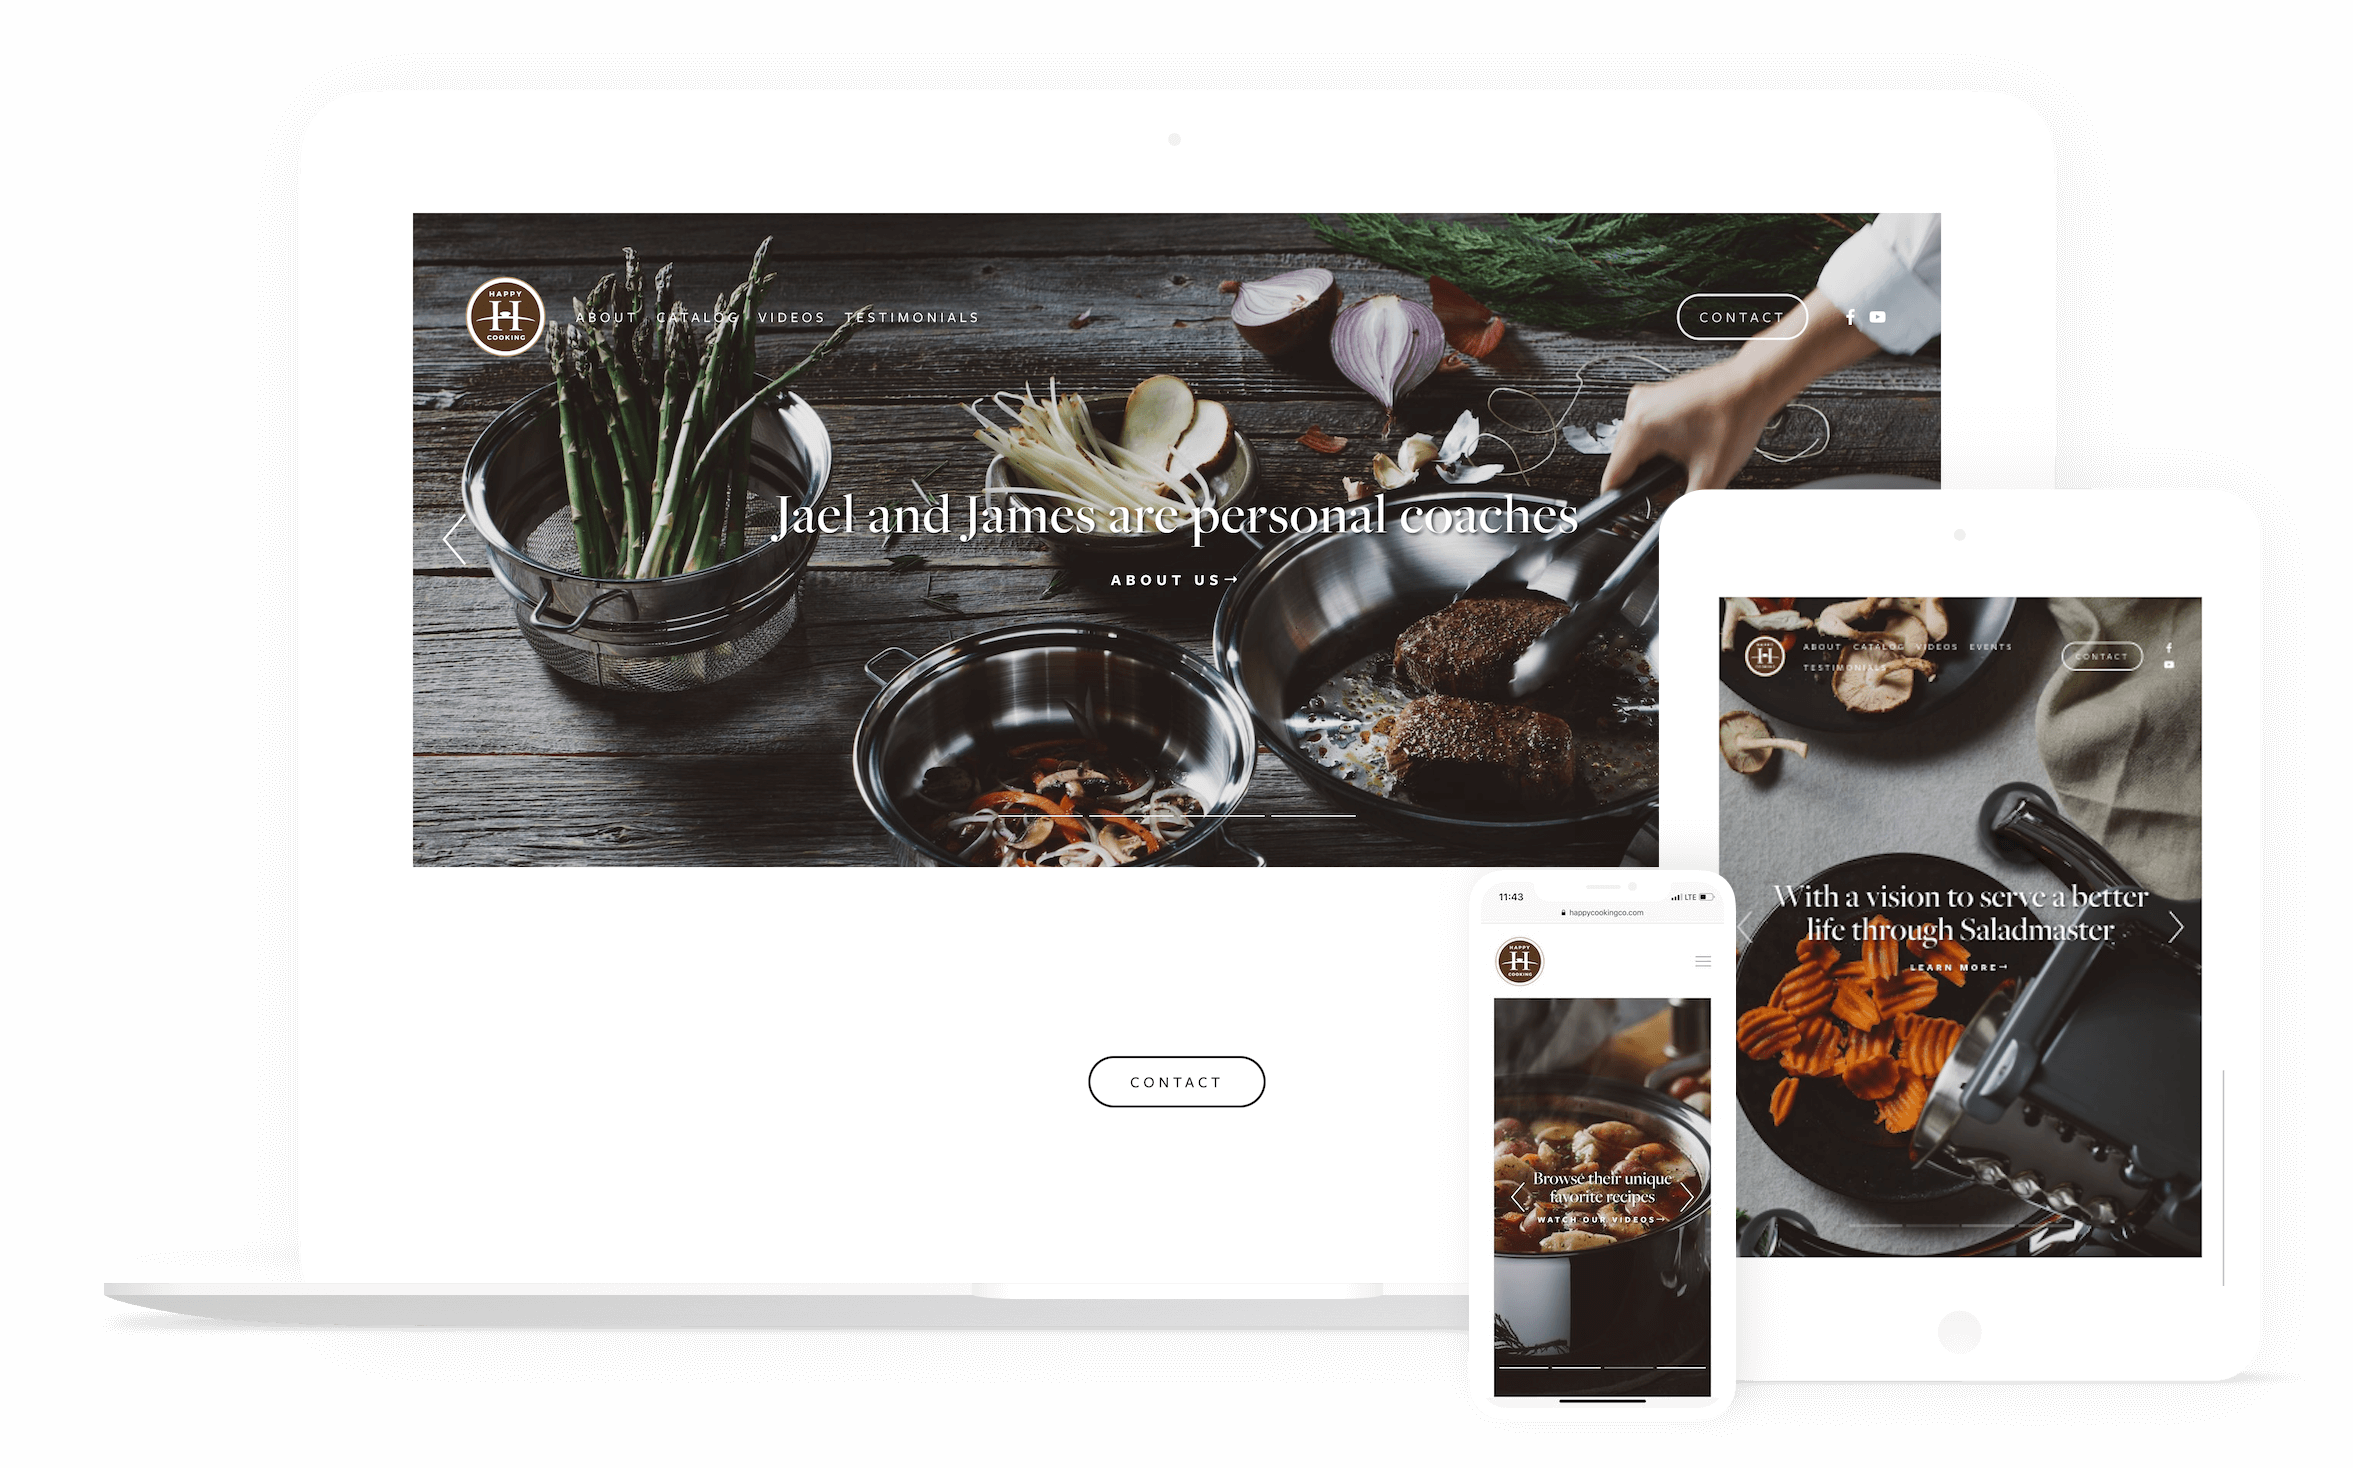 HAPPY
H
COOKING
ABOUT CATALOG VIDEOS TESTIMONIALS
CONTACT
Jael and James are personal coaches
ABOUT US→
CONTACT
H
ABOUT CATALOG VIDEOS EVENTS
TESTIMONIALS
CONTACT
With a vision to serve a better
life through Saladmaster
LEARN MORE→
11:43
LTE
happycookingco.com
HAPPY
H
COOKING
Browse their unique
favorite recipes
WATCH OUR VIDEOS→